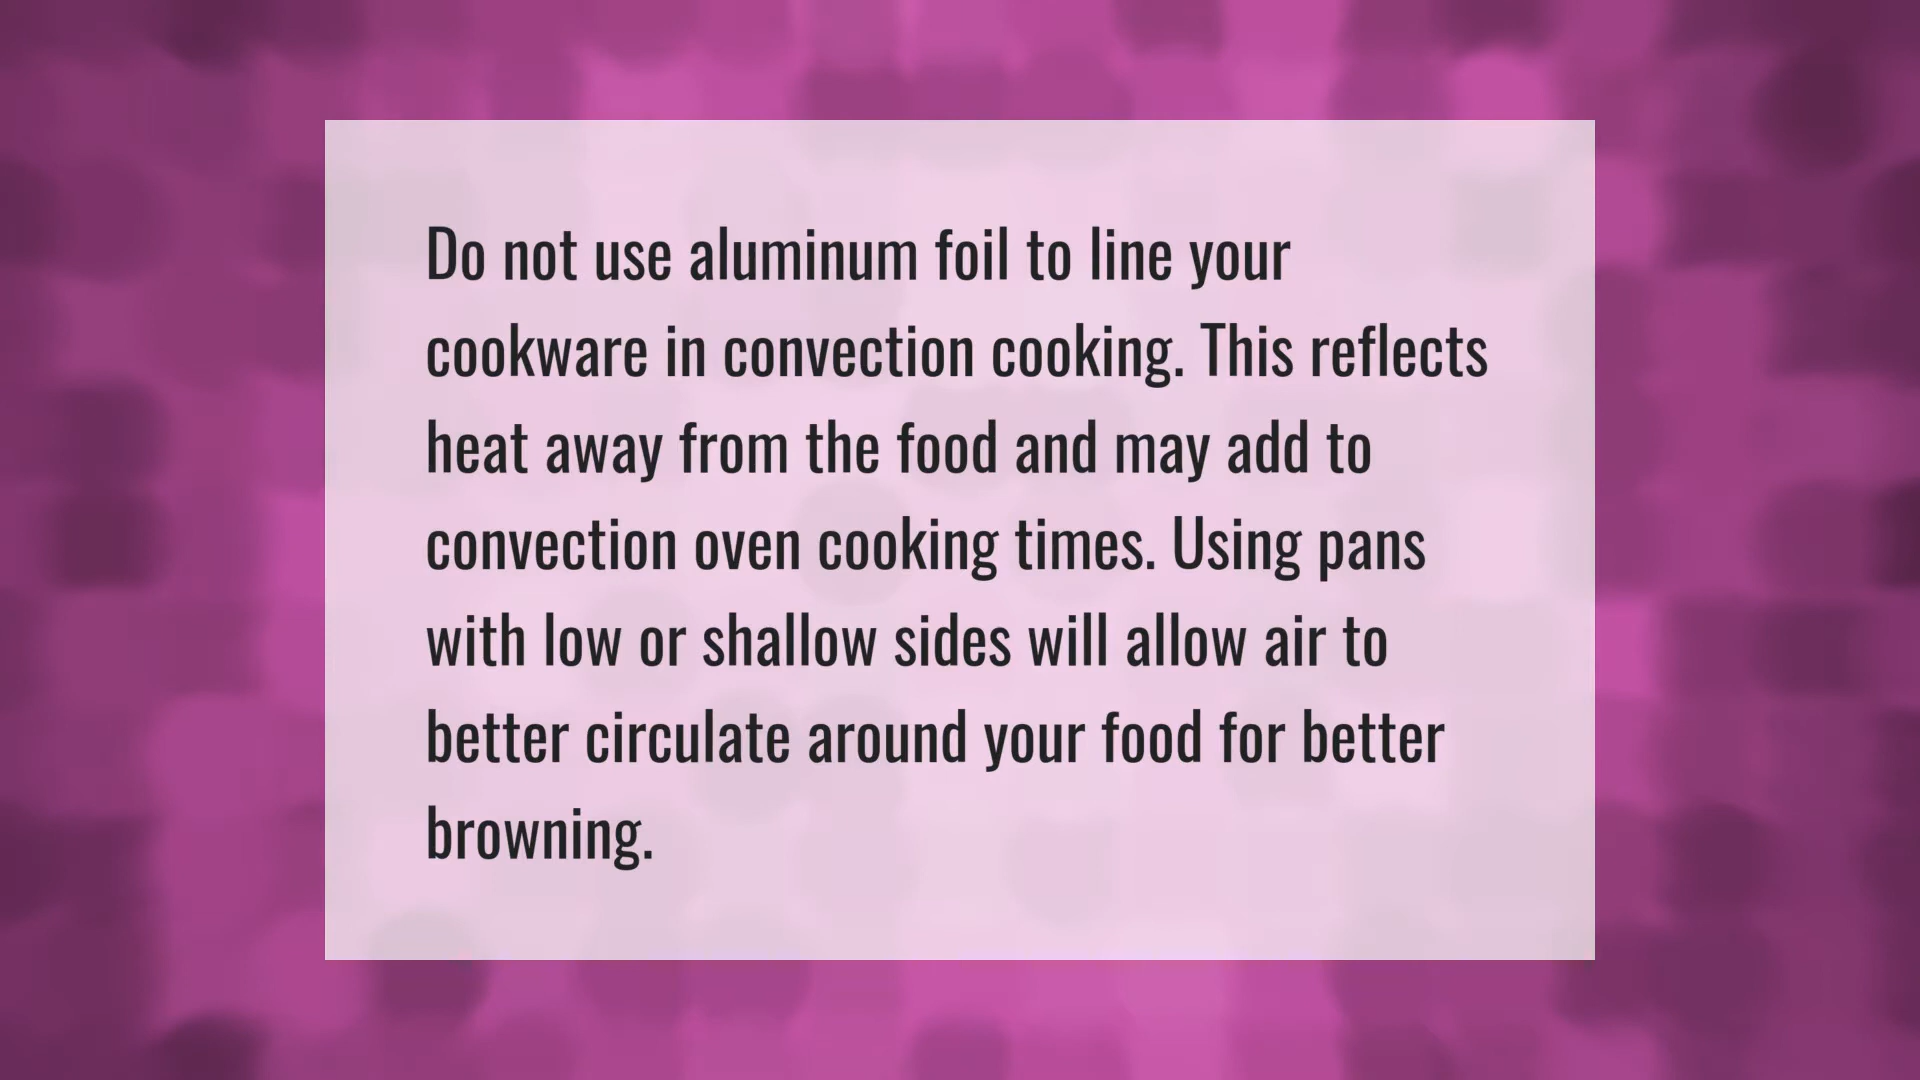 Do not use aluminum foil to line your
cookware in convection cooking. This reflects
heat away from the food and may add to
convection oven cooking times. Using pans
with low or shallow sides will allow air to
better circulate around your food for better
browning.